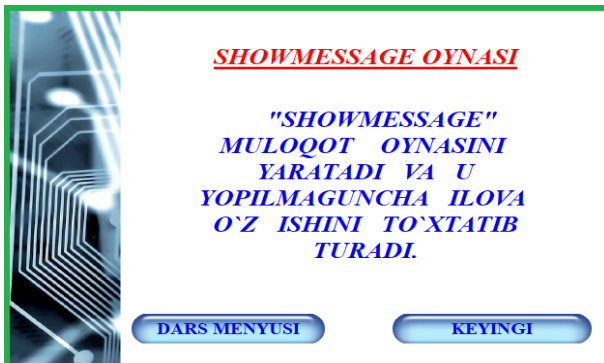 SHOWMESSAGE OYNASI
"SHOWMESSAGE"
MULOQOT OYNASINI
YARATADI VA U
YOPILMAGUNCHA ILOVA
O`Z ISHINI TO`XTATIB
TURADI.
DARS MENYUSI
KEYINGI